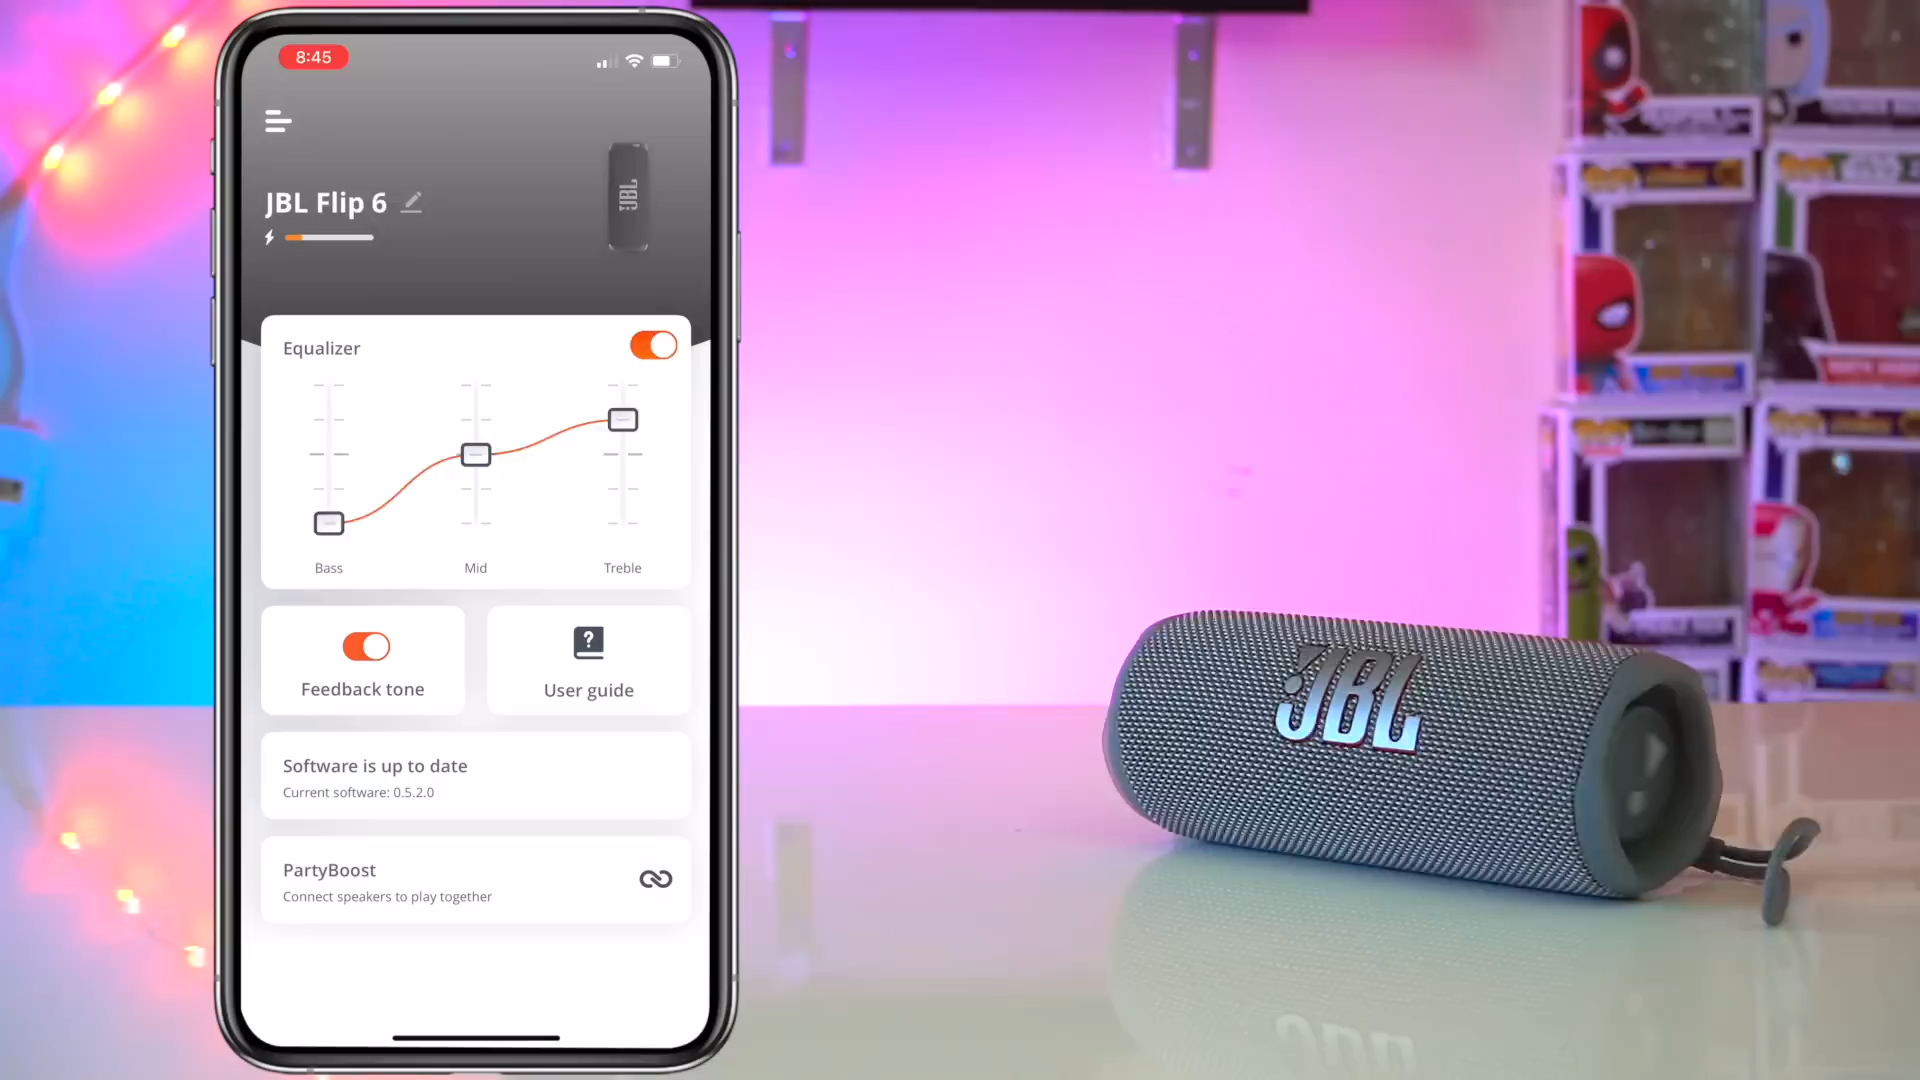 8:45
JBL Flip 6
JBL
Equalizer
Bass Mid Treble
Feedback tone
User guide
Software is up to date
Current software: 0.5.2.0
PartyBoost
Connect speakers to play together
JBL